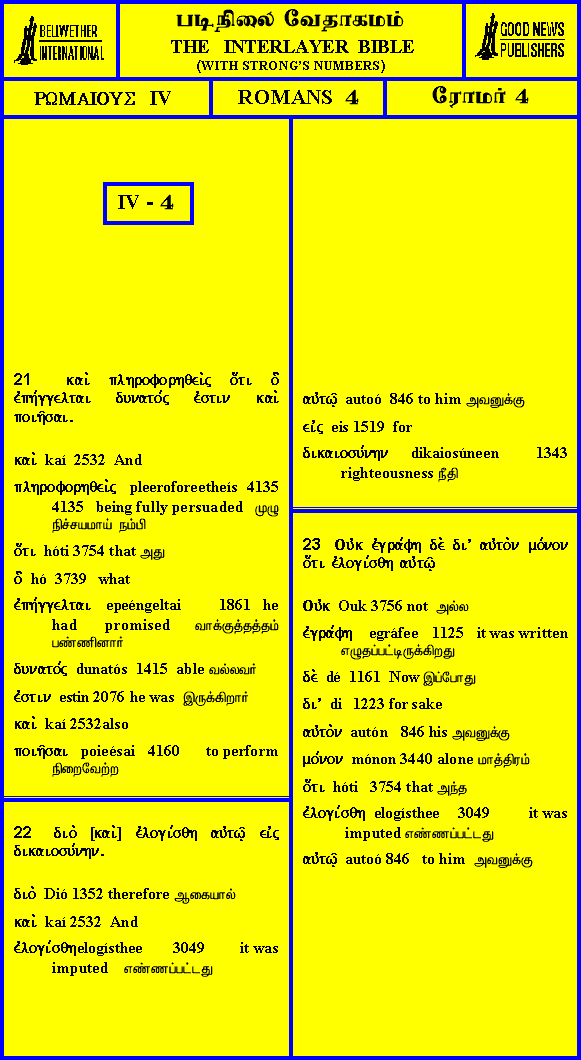 BELLWETHER
INTERNATIONAL
படிநிலை வேதாகமம்
THE INTERLAYER BIBLE
(WITH STRONG'S NUMBERS)
GOOD NEWS
PUBLISHERS
ΡΩΜΑΙΟΥΣ IV
ROMANS 4
ரோமர் 4
IV - 4
21 καὶ πληροφορηθεὶς ὅτι ὃ
ἐπήγγελται δυνατός ἐστιν καὶ
ποιῆσαι.
καὶ kaí 2532 And
πληροφορηθεὶς pleeroforeetheís 4135
4135 being fully persuaded முழு
நிச்சயமாய் நம்பி
ὅτι hóti 3754 that அது
ὃ hó 3739 what
ἐπήγγελται epeéngeltai 1861 he
had promised வாக்குத்தத்தம்
பண்ணினார்
δυνατός dunatós 1415 able வல்லவர்
ἐστιν estin 2076 he was இருக்கிறார்
καὶ kaí 2532also
ποιῆσαι poieésai 4160 to perform
நிறைவேற்ற
22 διὸ [καὶ] ἐλογίσθη αὐτῷ εἰς
δικαιοσύνην.
διὸ Dió 1352 therefore ஆகையால்
καὶ kaí 2532 And
ἐλογίσθηelogísthee 3049 it was
imputed எண்ணப்பட்டது
αὐτῷ autoó 846 to him அவனுக்கு
εἰς eis 1519 for
δικαιοσύνην dikaiosúneen 1343
righteousness நீதி
23 Οὐκ ἐγράφη δὲ δι' αὐτὸν μόνον
ὅτι ἐλογίσθη αὐτῷ
Οὐκ Ouk 3756 not அல்ல
ἐγράφη egráfee 1125 it was written
எழுதப்பட்டிருக்கிறது
δὲ dé 1161 Now இப்போது
δι' di 1223 for sake
αὐτὸν autón 846 his அவனுக்கு
μόνον mónon 3440 alone மாத்திரம்
ὅτι hóti 3754 that அந்த
ἐλογίσθη elogísthee 3049 it was
imputed எண்ணப்பட்டது
αὐτῷ autoó 846 to him அவனுக்கு